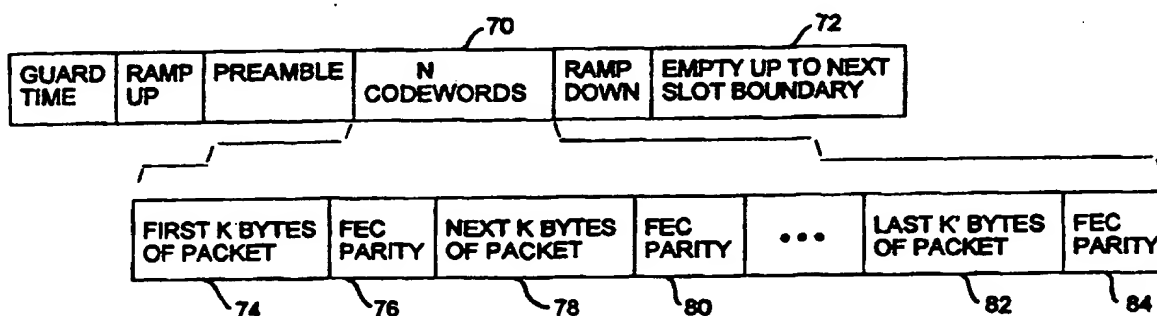 70
72
GUARD TIME
RAMP UP
PREAMBLE
N CODEWORDS
RAMP DOWN
EMPTY UP TO NEXT SLOT BOUNDARY
FIRST K BYTES OF PACKET
FEC PARITY
NEXT K BYTES OF PACKET
FEC PARITY
•••
LAST K' BYTES OF PACKET
FEC PARITY
74
76
78
80
82
84